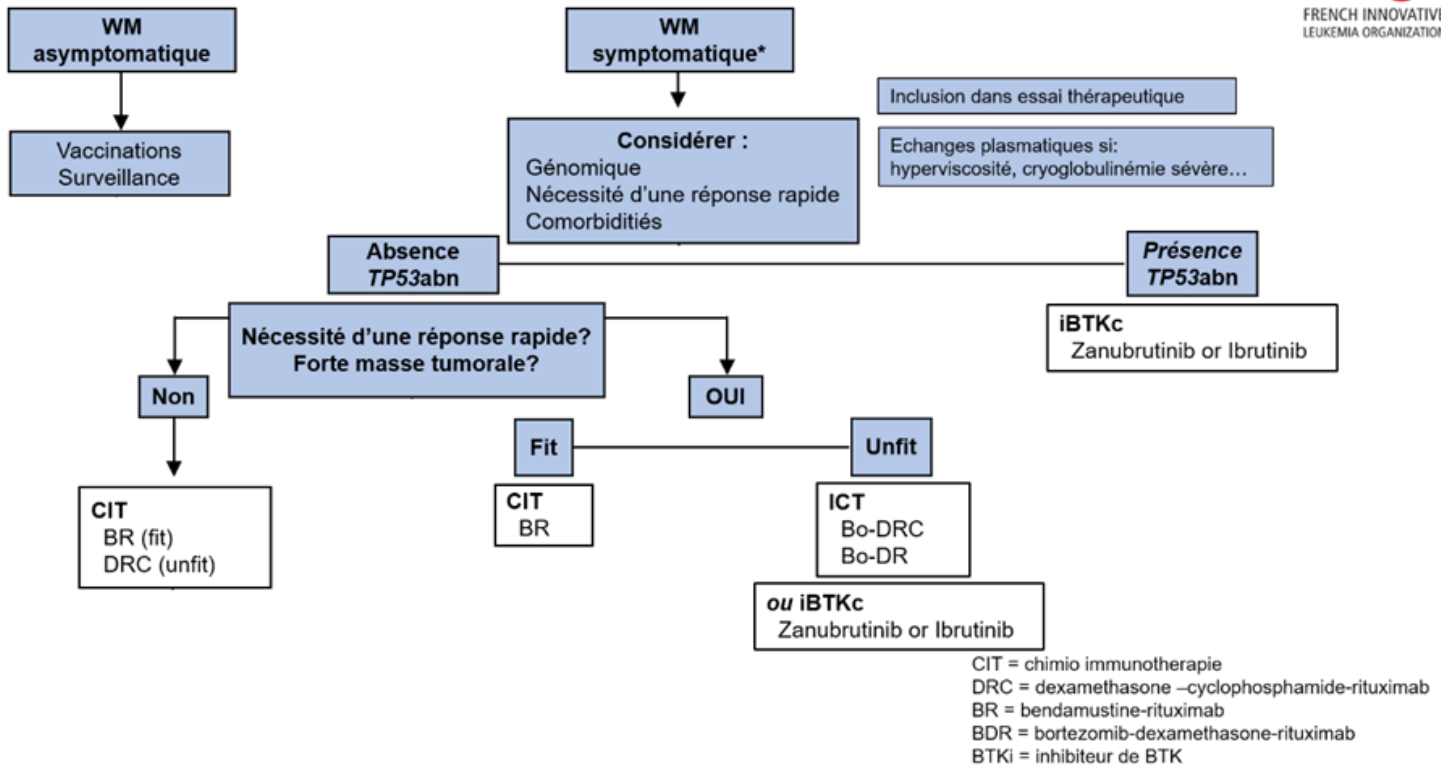 FRENCH INNOVATIVE
LEUKEMIA ORGANIZATION
WM
asymptomatique
WM
symptomatique*
Vaccinations
Surveillance
Considérer :
Génomique
Nécessité d'une réponse rapide
Comorbiditiés
Inclusion dans essai thérapeutique
Echanges plasmatiques si:
hyperviscosité, cryoglobulinémie sévère…
Absence
TP53abn
Présence
TP53abn
Nécessité d'une réponse rapide?
Forte masse tumorale?
iBTKc
Zanubrutinib or Ibrutinib
Non
OUI
Fit
Unfit
CIT
BR (fit)
DRC (unfit)
CIT
BR
ICT
Bo-DRC
Bo-DR
ou iBTKc
Zanubrutinib or Ibrutinib
CIT = chimio immunotherapie
DRC = dexamethasone –cyclophosphamide-rituximab
BR = bendamustine-rituximab
BDR = bortezomib-dexamethasone-rituximab
BTKi = inhibiteur de BTK